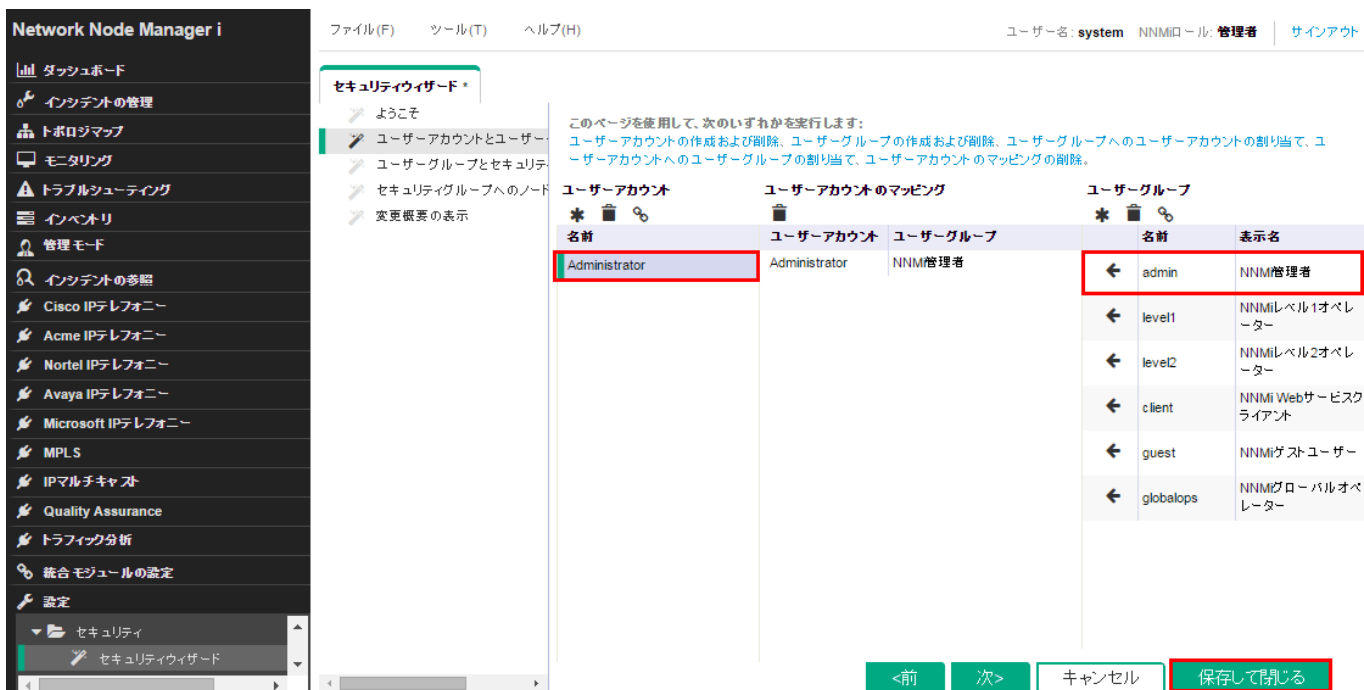 Network Node Manager i
ファイル(F) ツール(T) ヘルプ(H)
ユーザー名: system NNMiロール: 管理者 サインアウト
ダッシュボード
インシデントの管理
トポロジマップ
モニタリング
トラブルシューティング
インベントリ
管理モード
インシデントの参照
Cisco IPテレフォニー
Acme IPテレフォニー
Nortel IPテレフォニー
Avaya IPテレフォニー
Microsoft IPテレフォニー
MPLS
IPマルチキャスト
Quality Assurance
トラフィック分析
統合モジュールの設定
設定
セキュリティ
セキュリティウィザード
セキュリティウィザード *
ようこそ
ユーザーアカウントとユーザー
ユーザーグループとセキュリテ
セキュリティグループへのノード
変更概要の表示
このページを使用して、次のいずれかを実行します:
ユーザーアカウントの作成および削除、ユーザーグループの作成および削除、ユーザーグループへのユーザーアカウントの割り当て、ユ
ーザーアカウントへのユーザーグループの割り当て、ユーザーアカウントのマッピングの削除。
ユーザーアカウント
名前
Administrator
ユーザーアカウントのマッピング
ユーザーアカウント ユーザーグループ
Administrator NNMi管理者
ユーザーグループ
名前 表示名
admin NNMi管理者
level1 NNMiレベル1オペレ
ーター
level2 NNMiレベル2オペレ
ーター
client NNMi Webサービスク
ライアント
guest NNMiゲストユーザー
globalops NNMiグローバルオペ
レーター
<前 次> キャンセル 保存して閉じる